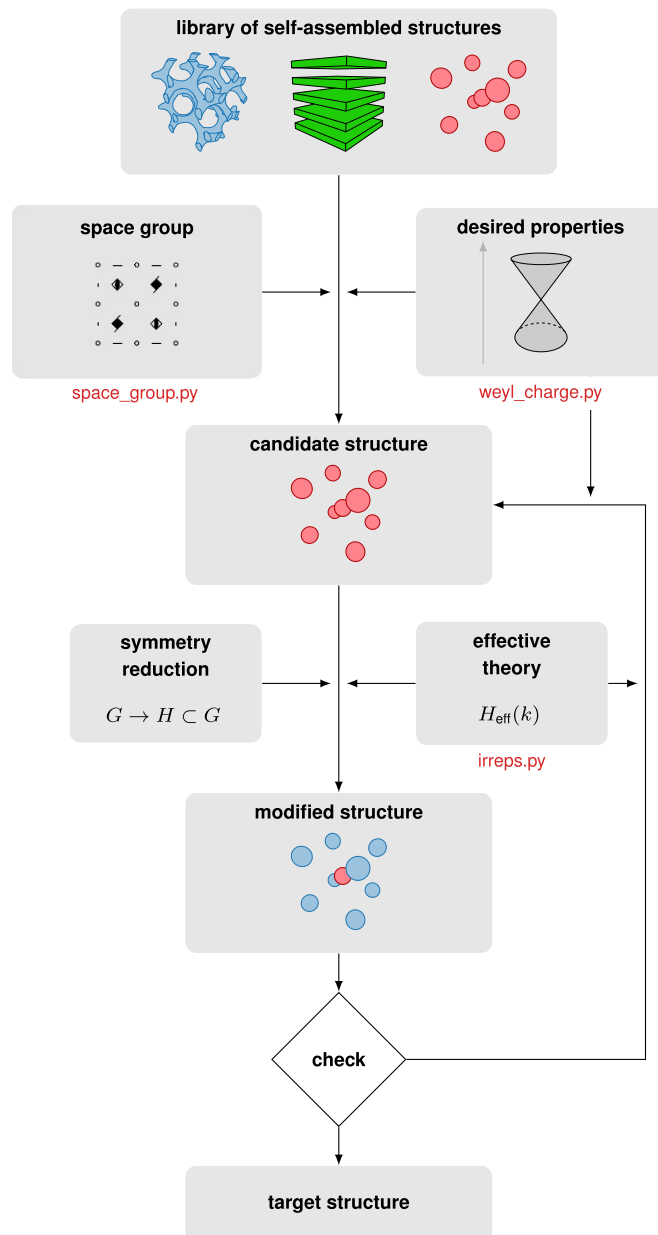 library of self-assembled structures
space group
desired properties
space_group.py
weyl_charge.py
candidate structure
symmetry
reduction
G → H ⊂ G
effective
theory
H_eff(k)
irreps.py
modified structure
check
target structure